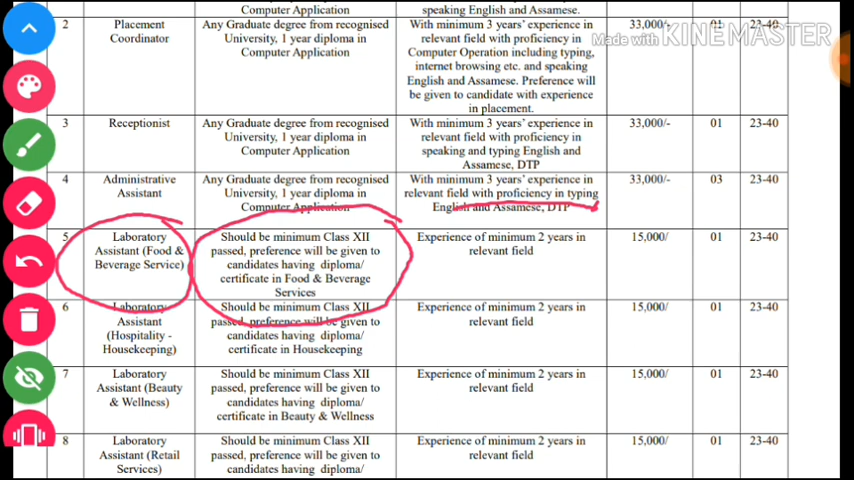 Computer Application
speaking English and Assamese.
Made with KINEMASTER
2
Placement
Coordinator
Any Graduate degree from recognised
University, 1 year diploma in
Computer Application
With minimum 3 years' experience in
relevant field with proficiency in
Computer Operation including typing,
internet browsing etc. and speaking
English and Assamese. Preference will
be given to candidate with experience
in placement.
33,000/-
01
23-40
3
Receptionist
Any Graduate degree from recognised
University, 1 year diploma in
Computer Application
With minimum 3 years' experience in
relevant field with proficiency in
speaking and typing English and
Assamese, DTP
33,000/-
01
23-40
4
Administrative
Assistant
Any Graduate degree from recognised
University, 1 year diploma in
Computer Application
With minimum 3 years' experience in
relevant field with proficiency in typing
English and Assamese, DTP
33,000/-
03
23-40
5
Laboratory
Assistant (Food &
Beverage Service)
Should be minimum Class XII
passed, preference will be given to
candidates having diploma/
certificate in Food & Beverage
Services
Experience of minimum 2 years in
relevant field
15,000/
01
23-40
6
Laboratory
Assistant
(Hospitality -
Housekeeping)
Should be minimum Class XII
passed, preference will be given to
candidates having diploma/
certificate in Housekeeping
Experience of minimum 2 years in
relevant field
15,000/
01
23-40
7
Laboratory
Assistant (Beauty
& Wellness)
Should be minimum Class XII
passed, preference will be given to
candidates having diploma/
certificate in Beauty & Wellness
Experience of minimum 2 years in
relevant field
15,000/
01
23-40
8
Laboratory
Assistant (Retail
Services)
Should be minimum Class XII
passed, preference will be given to
candidates having diploma/
Experience of minimum 2 years in
relevant field
15,000/
01
23-40